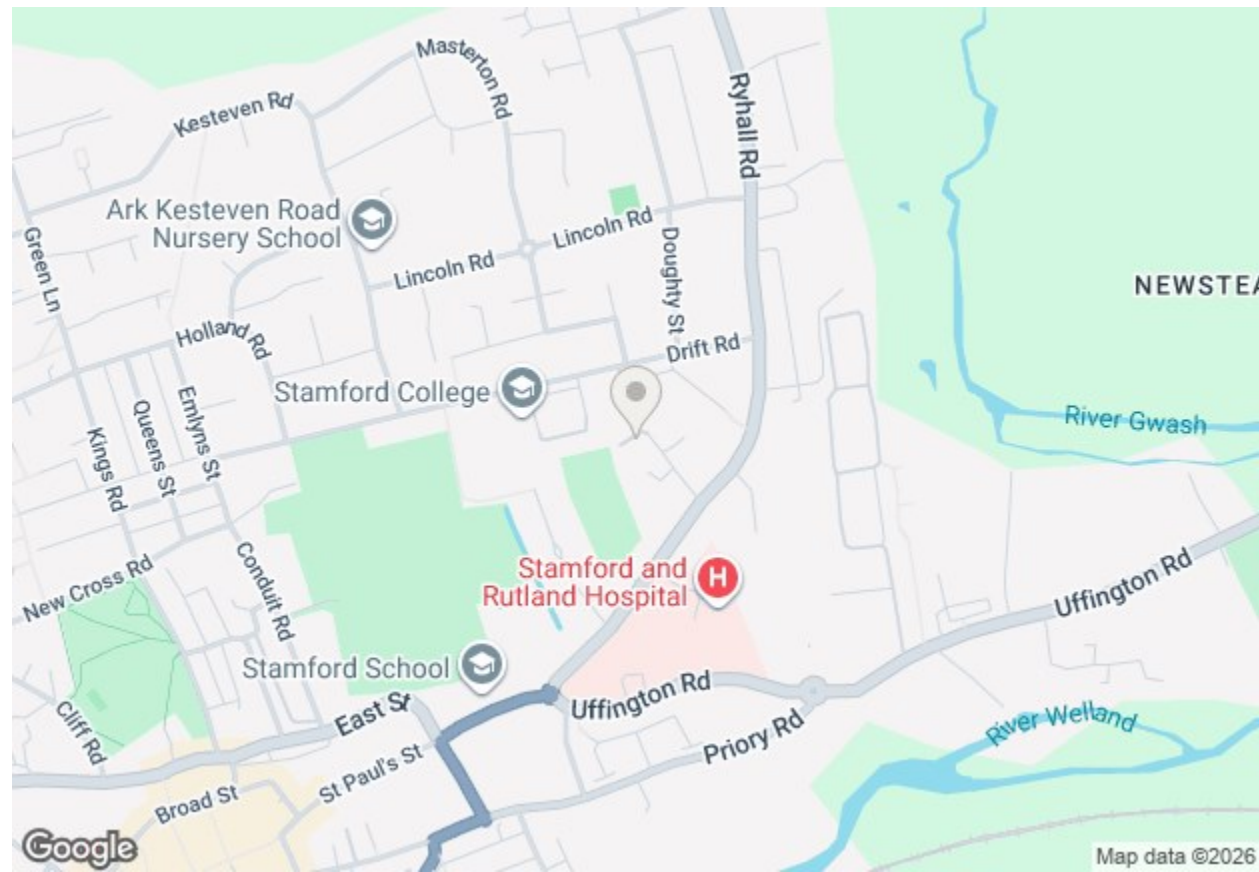 Masterton Rd
Kesteven Rd
Ryhall Rd
Ark Kesteven Road
Nursery School
Lincoln Rd
Lincoln Rd
Green Ln
Doughty St
NEWSTEA
Holland Rd
Drift Rd
Stamford College
Emlyns St
Queens St
Kings Rd
River Gwash
New Cross Rd
Conduit Rd
Stamford and
Rutland Hospital
H
Uffington Rd
Stamford School
Uffington Rd
East St
Cliff Rd
Priory Rd
River Welland
St Paul's St
Broad St
Google
Map data ©2026